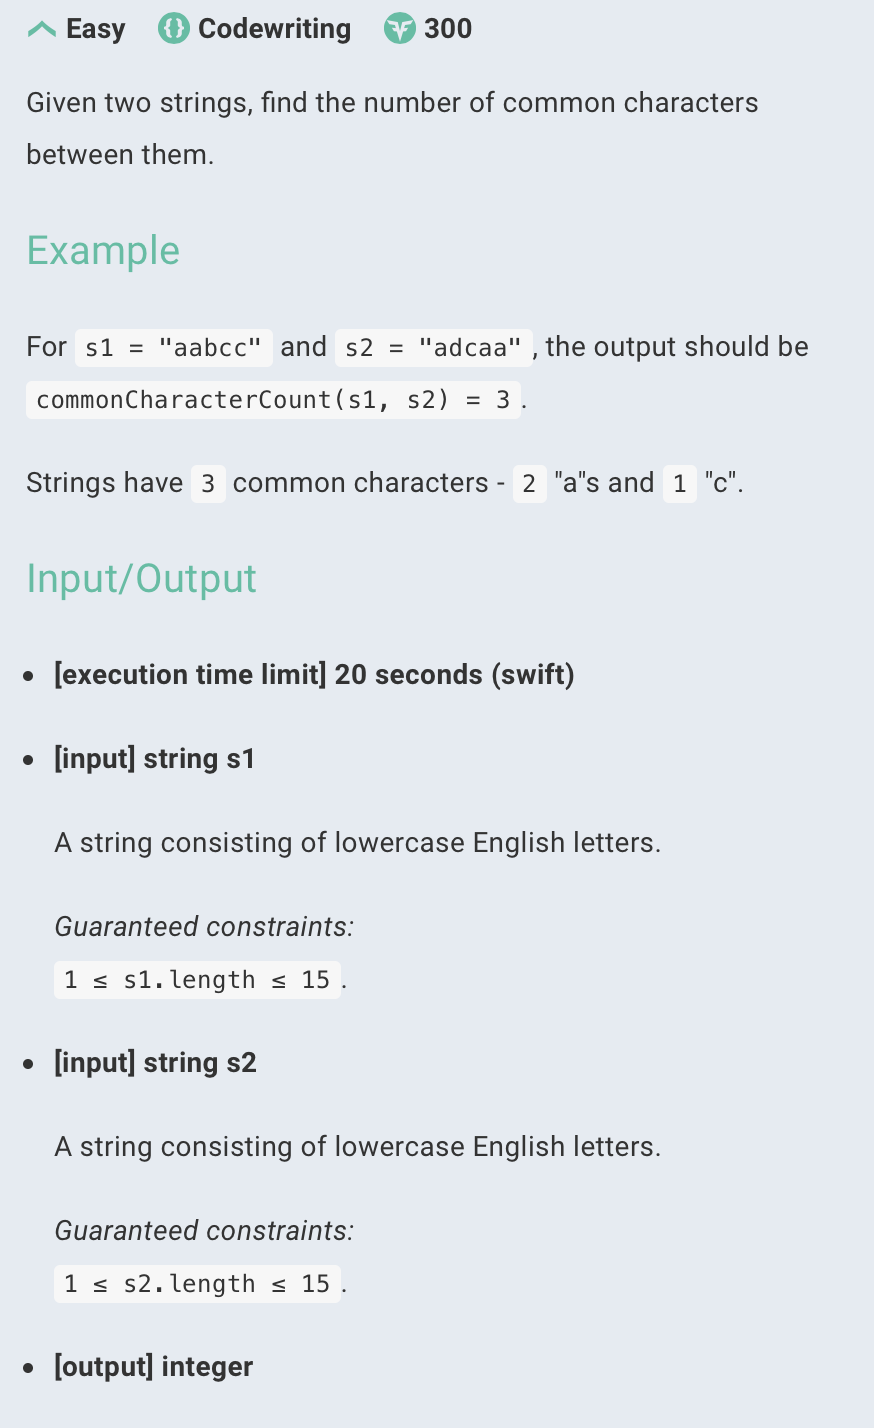 Easy Codewriting 300
Given two strings, find the number of common characters
between them.
Example
For s1 = "aabcc" and s2 = "adcaa", the output should be
commonCharacterCount(s1, s2) = 3.
Strings have 3 common characters - 2 "a"s and 1 "c".
Input/Output
• [execution time limit] 20 seconds (swift)
• [input] string s1
A string consisting of lowercase English letters.
Guaranteed constraints:
1 ≤ s1.length ≤ 15.
• [input] string s2
A string consisting of lowercase English letters.
Guaranteed constraints:
1 ≤ s2.length ≤ 15.
• [output] integer